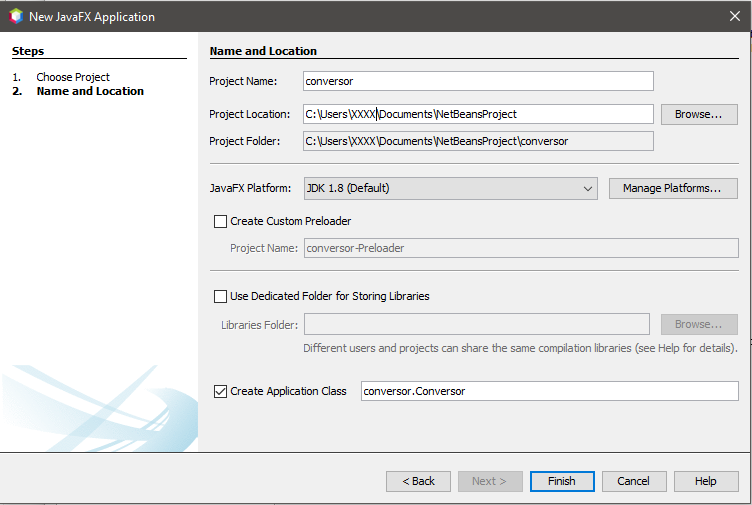 New JavaFX Application
Steps
1. Choose Project
2. Name and Location
Name and Location
Project Name: conversor
Project Location: C:\Users\XXXX\Documents\NetBeansProject Browse...
Project Folder: C:\Users\XXXX\Documents\NetBeansProject\conversor
JavaFX Platform: JDK 1.8 (Default) Manage Platforms...
Create Custom Preloader
Project Name: conversor-Preloader
Use Dedicated Folder for Storing Libraries
Libraries Folder: Browse...
Different users and projects can share the same compilation libraries (see Help for details).
Create Application Class conversor.Conversor
< Back Next > Finish Cancel Help